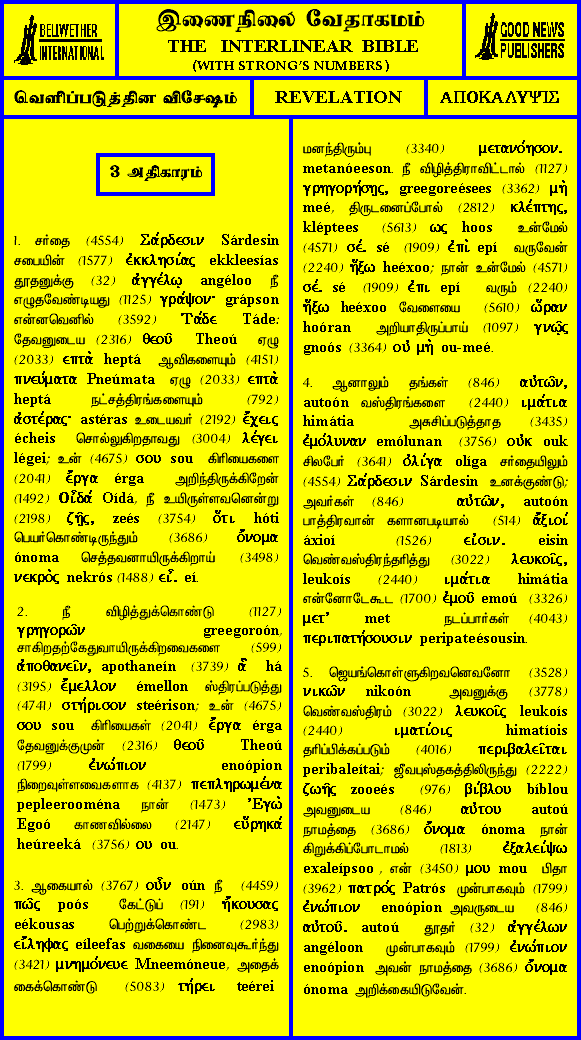 BELLWETHER
INTERNATIONAL
இணைநிலை வேதாகமம்
THE INTERLINEAR BIBLE
(WITH STRONG'S NUMBERS)
GOOD NEWS
PUBLISHERS
வெளிப்படுத்தின விசேஷம்
REVELATION
ΑΠΟΚΑΛΥΨΙΣ
3 அதிகாரம்
1. சர்தை (4554) Σάρδεσιν Sárdesin
சபையின் (1577) ἐκκλησίας ekkleesías
தூதனுக்கு (32) ἀγγέλῳ angéloo நீ
எழுதவேண்டியது (1125) γράψον· grápson
என்னவெனில் (3592) Τάδε Táde;
தேவனுடைய (2316) θεοῦ Theoú ஏழு
(2033) επτὰ heptá ஆவிகளையும் (4151)
πνεύματα Pneúmata ஏழு (2033) επτὰ
heptá நட்சத்திரங்களையும் (792)
ἀστέρας· astéras உடையவர் (2192) ἔχεις
écheis சொல்லுகிறதாவது (3004) λέγει
légei; உன் (4675) σου sou கிரியைகளை
(2041) ἔργα érga அறிந்திருக்கிறேன்
(1492) Οἶδά Oídá, நீ உயிருள்ளவனென்று
(2198) ζῇς, zeés (3754) ὅτι hóti
பெயர்கொண்டிருந்தும் (3686) ὄνομα
ónoma செத்தவனாயிருக்கிறாய் (3498)
νεκρὸς nekrós (1488) εἶ. eí.
2. நீ விழித்துக்கொண்டு (1127)
γρηγορῶν greegoroón,
சாகிறதற்கேதுவாயிருக்கிறவைகளை (599)
ἀποθανεῖν, apothaneín (3739) ἃ há
(3195) ἔμελλον émellon ஸ்திரப்படுத்து
(4741) στήρισον steérison; உன் (4675)
σου sou கிரியைகள் (2041) ἔργα érga
தேவனுக்குமுன் (2316) θεοῦ Theoú
(1799) ἐνώπιον enoópion
நிறைவுள்ளவைகளாக (4137) πεπληρωμένα
pepleerooména நான் (1473) Ἐγὼ
Egoó காணவில்லை (2147) εὕρηκά
heúreeká (3756) ου ou.
3. ஆகையால் (3767) οὖν oún நீ (4459)
πῶς poós கேட்டுப் (191) ἤκουσας
eékousas பெற்றுக்கொண்ட (2983)
εἴληφας eíleefas வகையை நினைவுகூர்ந்து
(3421) μνημόνευε Mneemóneue, அதைக்
கைக்கொண்டு (5083) τήρει teérei
மனந்திரும்பு (3340) μετανόησον.
metanóeeson. நீ விழித்திராவிட்டால் (1127)
γρηγορήσῃς, greegoreésees (3362) μὴ
meé, திருடனைப்போல் (2812) κλέπτης,
kléptees (5613) ως hoos உன்மேல்
(4571) σέ. sé (1909) ἐπὶ epí வருவேன்
(2240) ἥξω heéxoo; நான் உன்மேல் (4571)
σέ. sé (1909) ἐπι epí வரும் (2240)
ἥξω heéxoo வேளையை (5610) ὥραν
hoóran அறியாதிருப்பாய் (1097) γνῷς
gnoós (3364) οὐ μὴ ou-meé.
4. ஆனாலும் தங்கள் (846) αὐτῶν,
autoón வஸ்திரங்களை (2440) ιμάτια
himátia அசுசிப்படுத்தாத (3435)
ἐμόλυναν emólunan (3756) οὐκ ouk
சிலபேர் (3641) ὀλίγα olíga சர்தையிலும்
(4554) Σάρδεσιν Sárdesin உனக்குண்டு;
அவர்கள் (846) αὐτῶν, autoón
பாத்திரவான் களானபடியால் (514) ἄξιοί
áxioí (1526) εἰσιν. eisin
வெண்வஸ்திரந்தரித்து (3022) λευκοῖς,
leukoís (2440) ιμάτια himátia
என்னோடேகூட (1700) ἐμοῦ emoú (3326)
μετ' met நடப்பார்கள் (4043)
περιπατήσουσιν peripateésousin.
5. ஜெயங்கொள்ளுகிறவனெவனோ (3528)
νικῶν nikoón அவனுக்கு (3778)
வெண்வஸ்திரம் (3022) λευκοῖς leukoís
(2440) ιματίοις himatíois
தரிப்பிக்கப்படும் (4016) περιβαλεῖται
peribaleítai; ஜீவபுஸ்தகத்திலிருந்து (2222)
ζωῆς zooeés (976) βίβλου bíblou
அவனுடைய (846) αὐτου autoú
நாமத்தை (3686) ὄνομα ónoma நான்
கிறுக்கிப்போடாமல் (1813) ἐξαλείψω
exaleípsoo , என் (3450) μου mou பிதா
(3962) πατρός Patrós முன்பாகவும் (1799)
ἐνώπιον enoópion அவருடைய (846)
αὐτοῦ. autoú தூதர் (32) ἀγγέλων
angéloon முன்பாகவும் (1799) ἐνώπιον
enoópion அவன் நாமத்தை (3686) ὄνομα
ónoma அறிக்கையிடுவேன்.